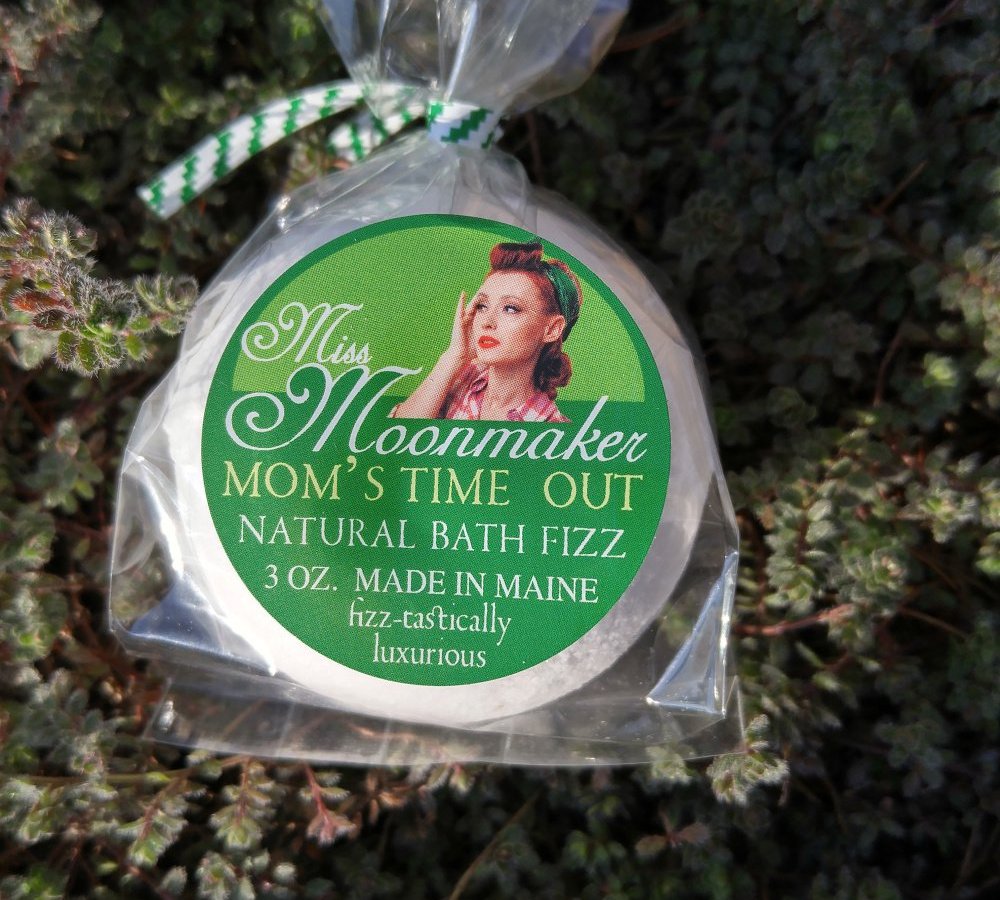 Miss
Moonmaker
MOM'S TIME OUT
NATURAL BATH FIZZ
3 OZ. MADE IN MAINE
fizz-tastically
luxurious